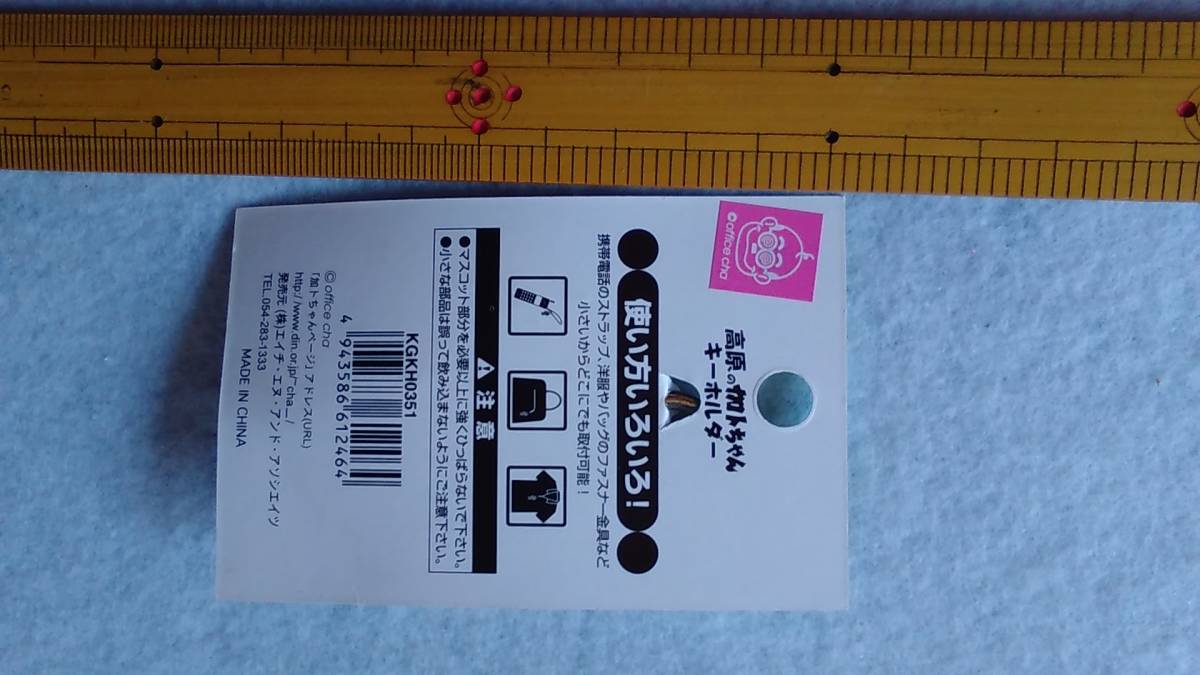 office cha
高原の加トちゃん
キーホルダー
使い方いろいろ!
携帯電話のストラップ、洋服やバッグのファスナー金具など
小さいからどこにでも取付可能!
注意
●マスコット部分を必要以上に強くひっぱらないで下さい。
●小さな部品は誤って飲み込まないようにご注意下さい。
KGKH0351
4943586612464
©office cha
「加トちゃんページ」アドレス(URL)
http://www.din.or.jp/~cha_/
発売元 (株)エイチ・エヌ・アンド・アソシエイツ
TEL.054-283-1333
MADE IN CHINA